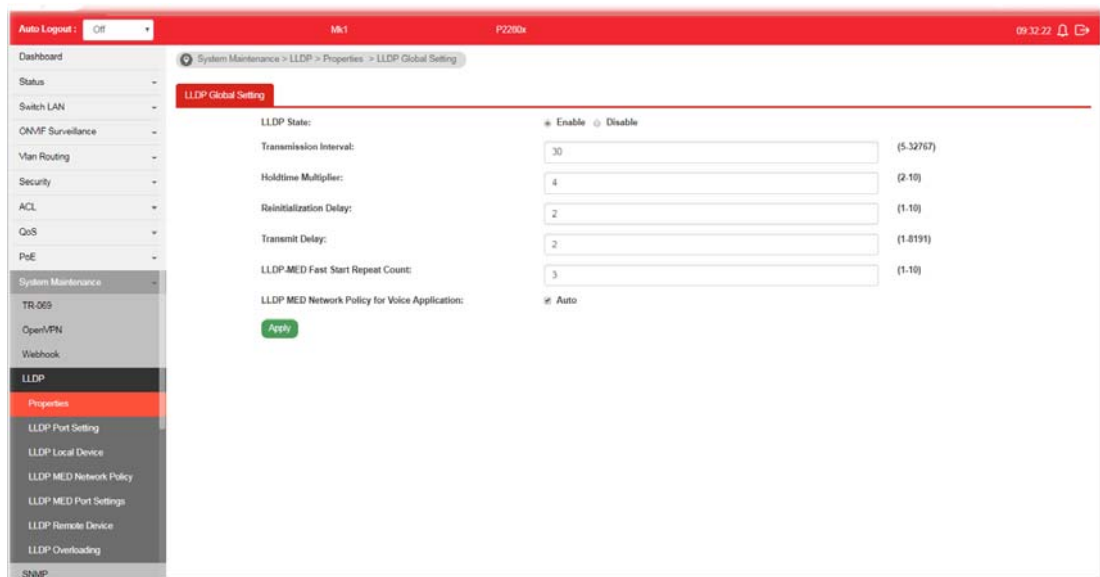 Auto Logout : Off Mk1 P2280x 09:32:22
Dashboard
Status
Switch LAN
ONVIF Surveillance
Vlan Routing
Security
ACL
QoS
PoE
System Maintenance
TR-069
OpenVPN
Webhook
LLDP
Properties
LLDP Port Setting
LLDP Local Device
LLDP MED Network Policy
LLDP MED Port Settings
LLDP Remote Device
LLDP Overloading
SNMP
System Maintenance > LLDP > Properties > LLDP Global Setting
LLDP Global Setting
LLDP State: Enable Disable
Transmission Interval: 30 (5-32767)
Holdtime Multiplier: 4 (2-10)
Reinitialization Delay: 2 (1-10)
Transmit Delay: 2 (1-8191)
LLDP-MED Fast Start Repeat Count: 3 (1-10)
LLDP MED Network Policy for Voice Application: Auto
Apply